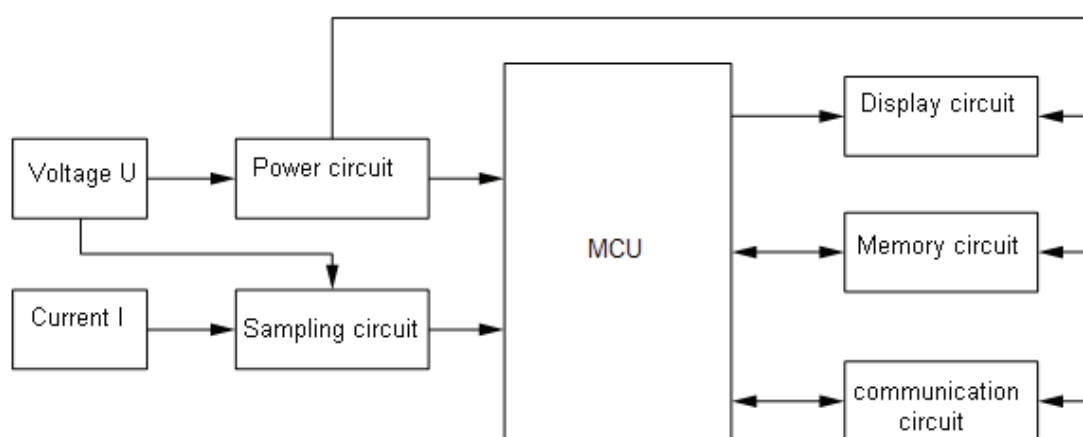 Display circuit
Power circuit
Voltage U
MCU
Memory circuit
Current I
Sampling circuit
communication
circuit